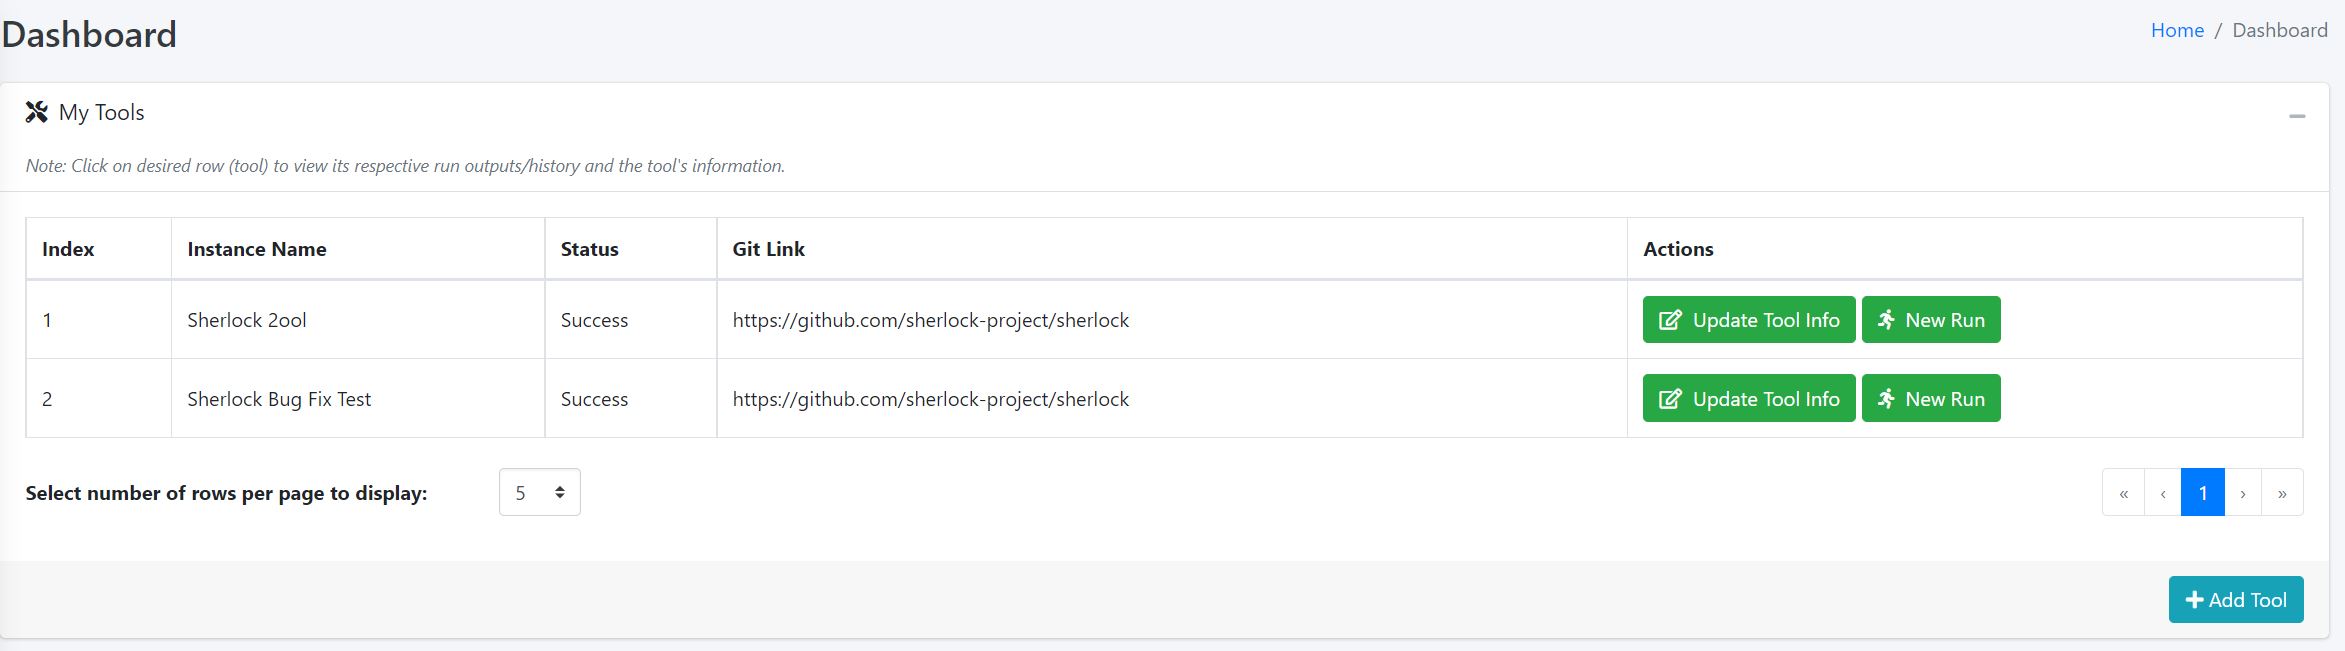 Dashboard
Home / Dashboard
My Tools
Note: Click on desired row (tool) to view its respective run outputs/history and the tool's information.
Index Instance Name Status Git Link Actions
1 Sherlock 2ool Success https://github.com/sherlock-project/sherlock Update Tool Info New Run
2 Sherlock Bug Fix Test Success https://github.com/sherlock-project/sherlock Update Tool Info New Run
Select number of rows per page to display: 5 « ‹ 1 › »
Add Tool